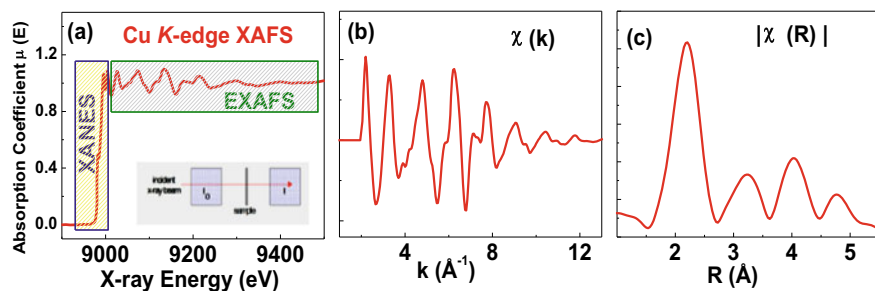 (a) Cu K-edge XAFS
Absorption Coefficient μ (E)
1.2
0.8
0.4
0.0
XANES
EXAFS
incident
x-ray beam
I0
sample
I
9000 9200 9400
X-ray Energy (eV)
(b) χ (k)
4 8 12
k (Å-1)
(c) |χ (R) |
2 3 4 5
R (Å)